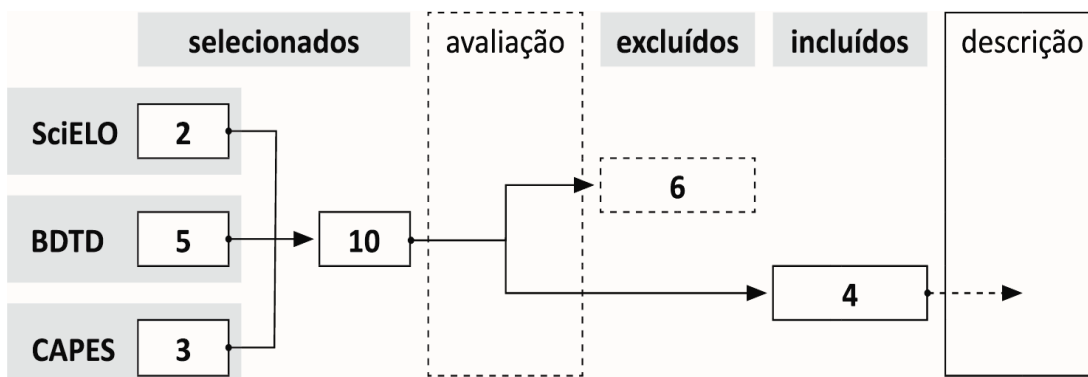 selecionados avaliação excluídos incluídos descrição
SciELO 2
6
BDTD 5 10
4
CAPES 3